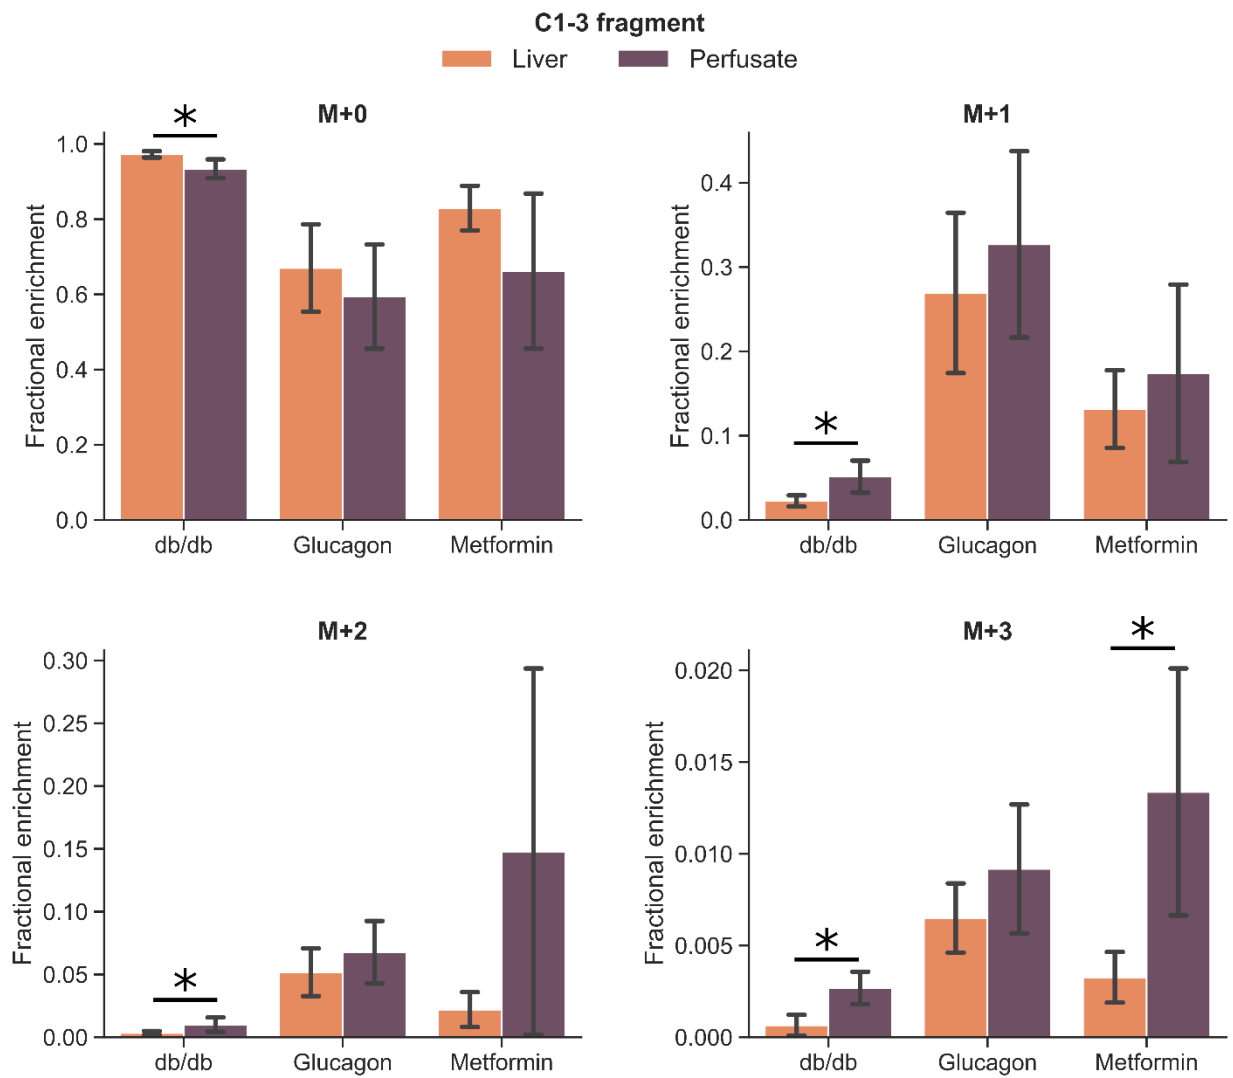 C1-3 fragment
Liver Perfusate
M+0
*
Fractional enrichment
1.0
0.8
0.6
0.4
0.2
0.0
db/db Glucagon Metformin
M+1
Fractional enrichment
0.4
0.3
0.2
0.1
0.0
*
db/db Glucagon Metformin
M+2
Fractional enrichment
0.30
0.25
0.20
0.15
0.10
0.05
0.00
*
db/db Glucagon Metformin
M+3
*
Fractional enrichment
0.020
0.015
0.010
0.005
0.000
*
db/db Glucagon Metformin